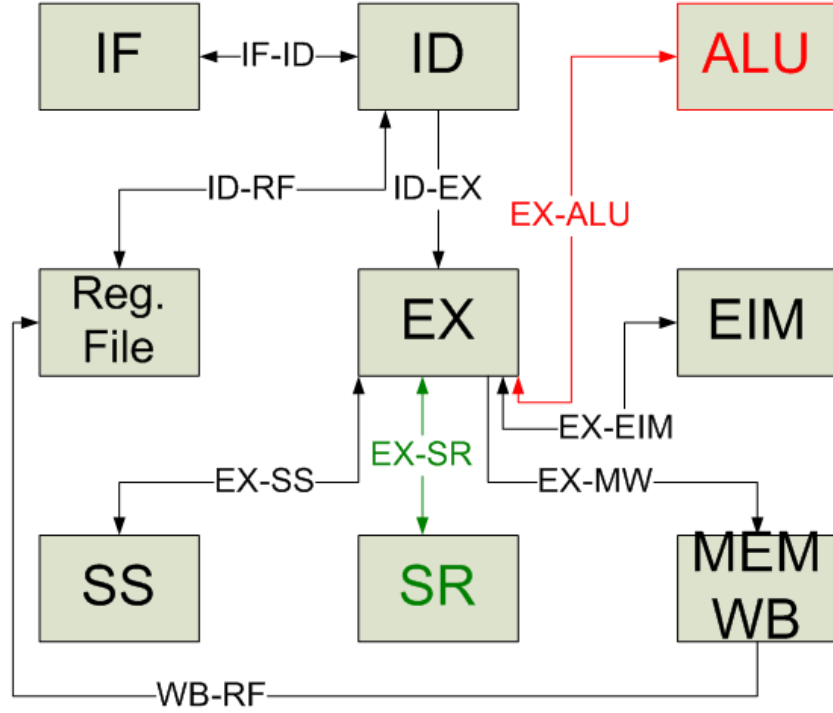 IF
IF-ID
ID
ALU
ID-RF
ID-EX
EX-ALU
Reg.
File
EX
EIM
EX-EIM
EX-SR
EX-SS
EX-MW
SS
SR
MEM
WB
WB-RF